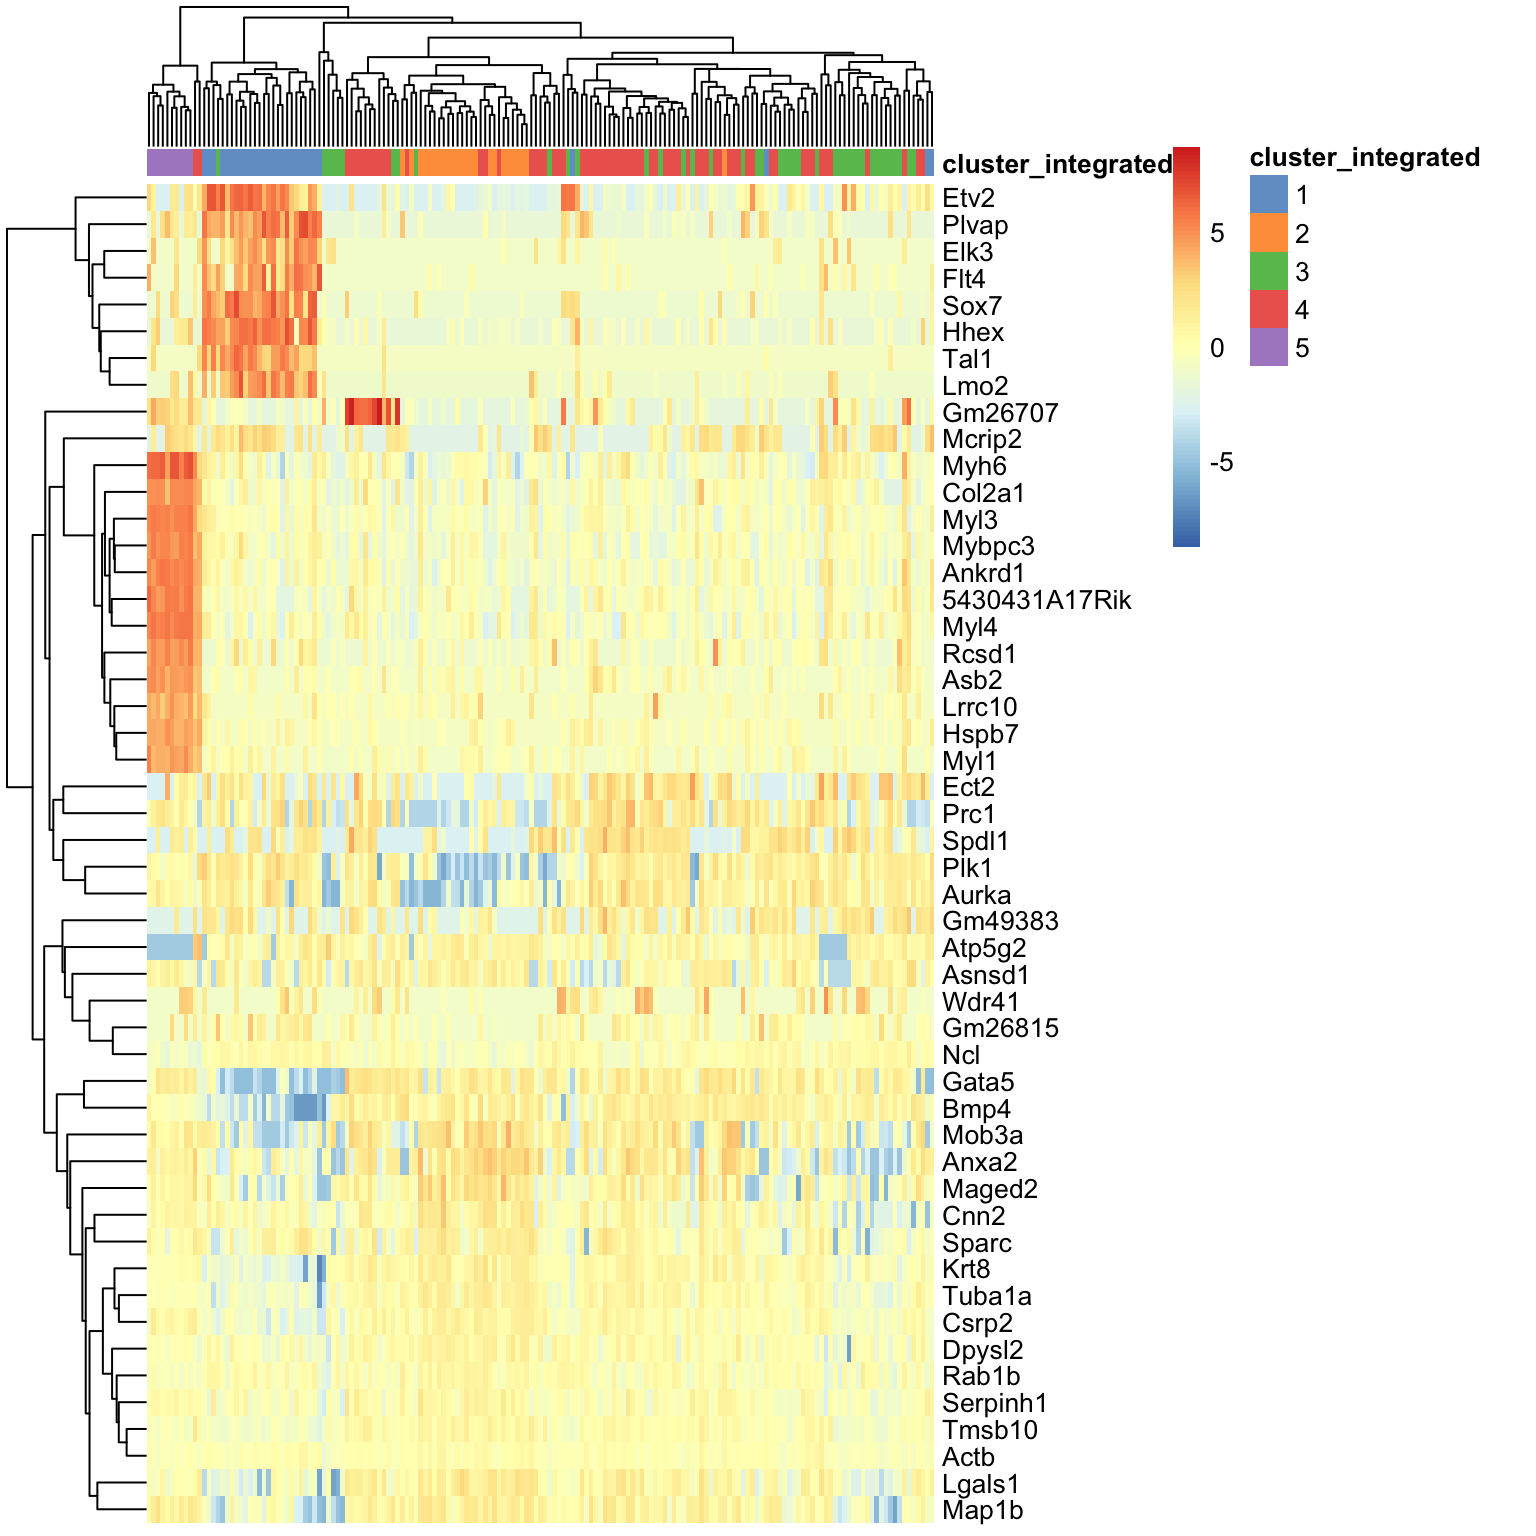 cluster_integrated
Etv2
Plvap
Elk3
Flt4
Sox7
Hhex
Tal1
Lmo2
Gm26707
Mcrip2
Myh6
Col2a1
Myl3
Mybpc3
Ankrd1
5430431A17Rik
Myl4
Rcsd1
Asb2
Lrrc10
Hspb7
Myl1
Ect2
Prc1
Spdl1
Plk1
Aurka
Gm49383
Atp5g2
Asnsd1
Wdr41
Gm26815
Ncl
Gata5
Bmp4
Mob3a
Anxa2
Maged2
Cnn2
Sparc
Krt8
Tuba1a
Csrp2
Dpysl2
Rab1b
Serpinh1
Tmsb10
Actb
Lgals1
Map1b
5
0
-5
cluster_integrated
1
2
3
4
5